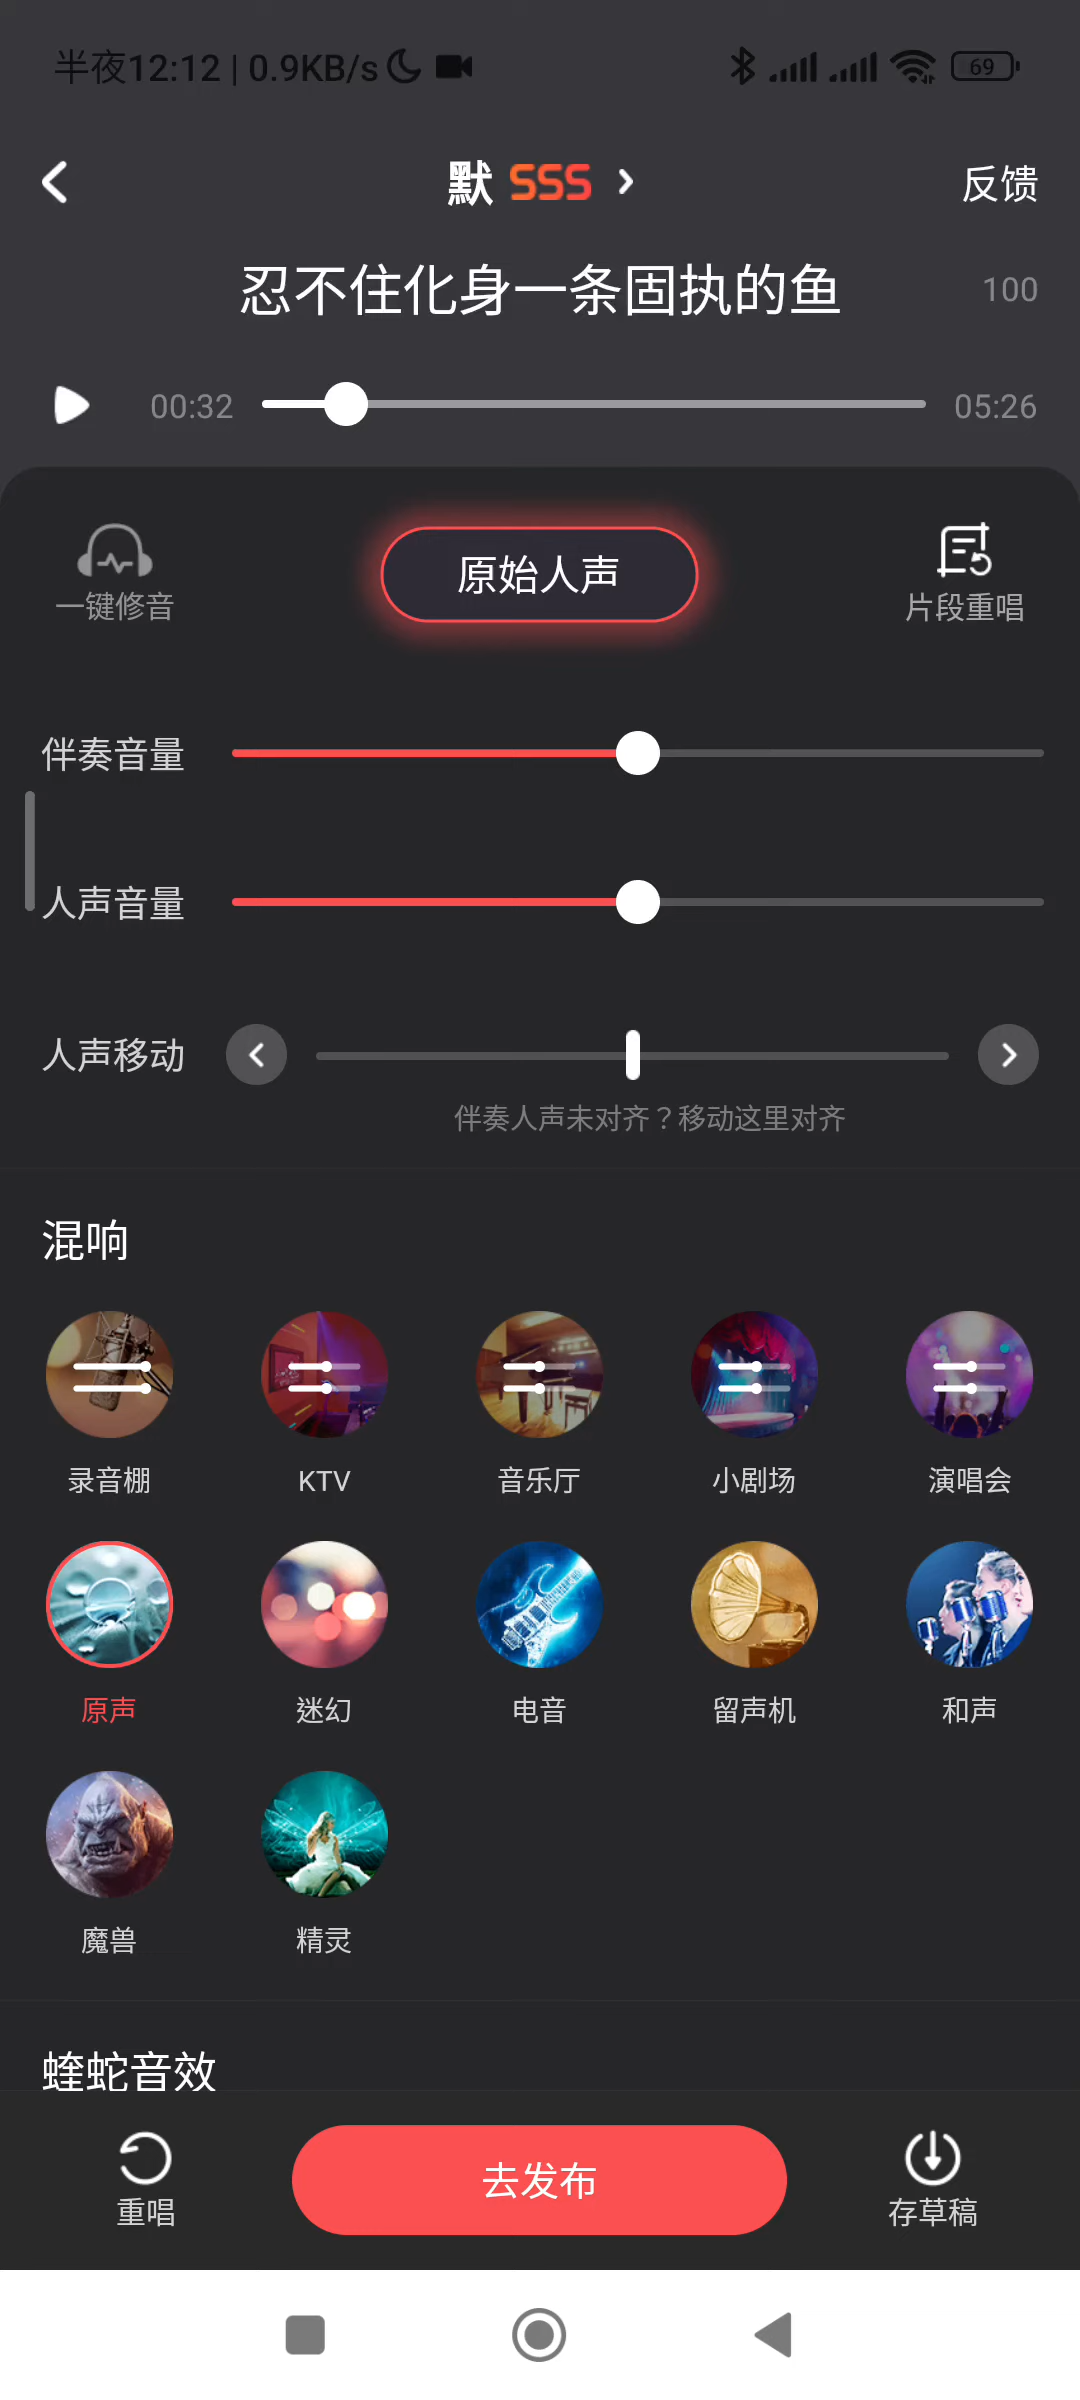 半夜12:12 | 0.9KB/s
69
默 SSS
反馈
忍不住化身一条固执的鱼
100
00:32
05:26
一键修音
原始人声
片段重唱
伴奏音量
人声音量
人声移动
伴奏人声未对齐？移动这里对齐
混响
录音棚
KTV
音乐厅
小剧场
演唱会
原声
迷幻
电音
留声机
和声
魔兽
精灵
蝰蛇音效
重唱
去发布
存草稿